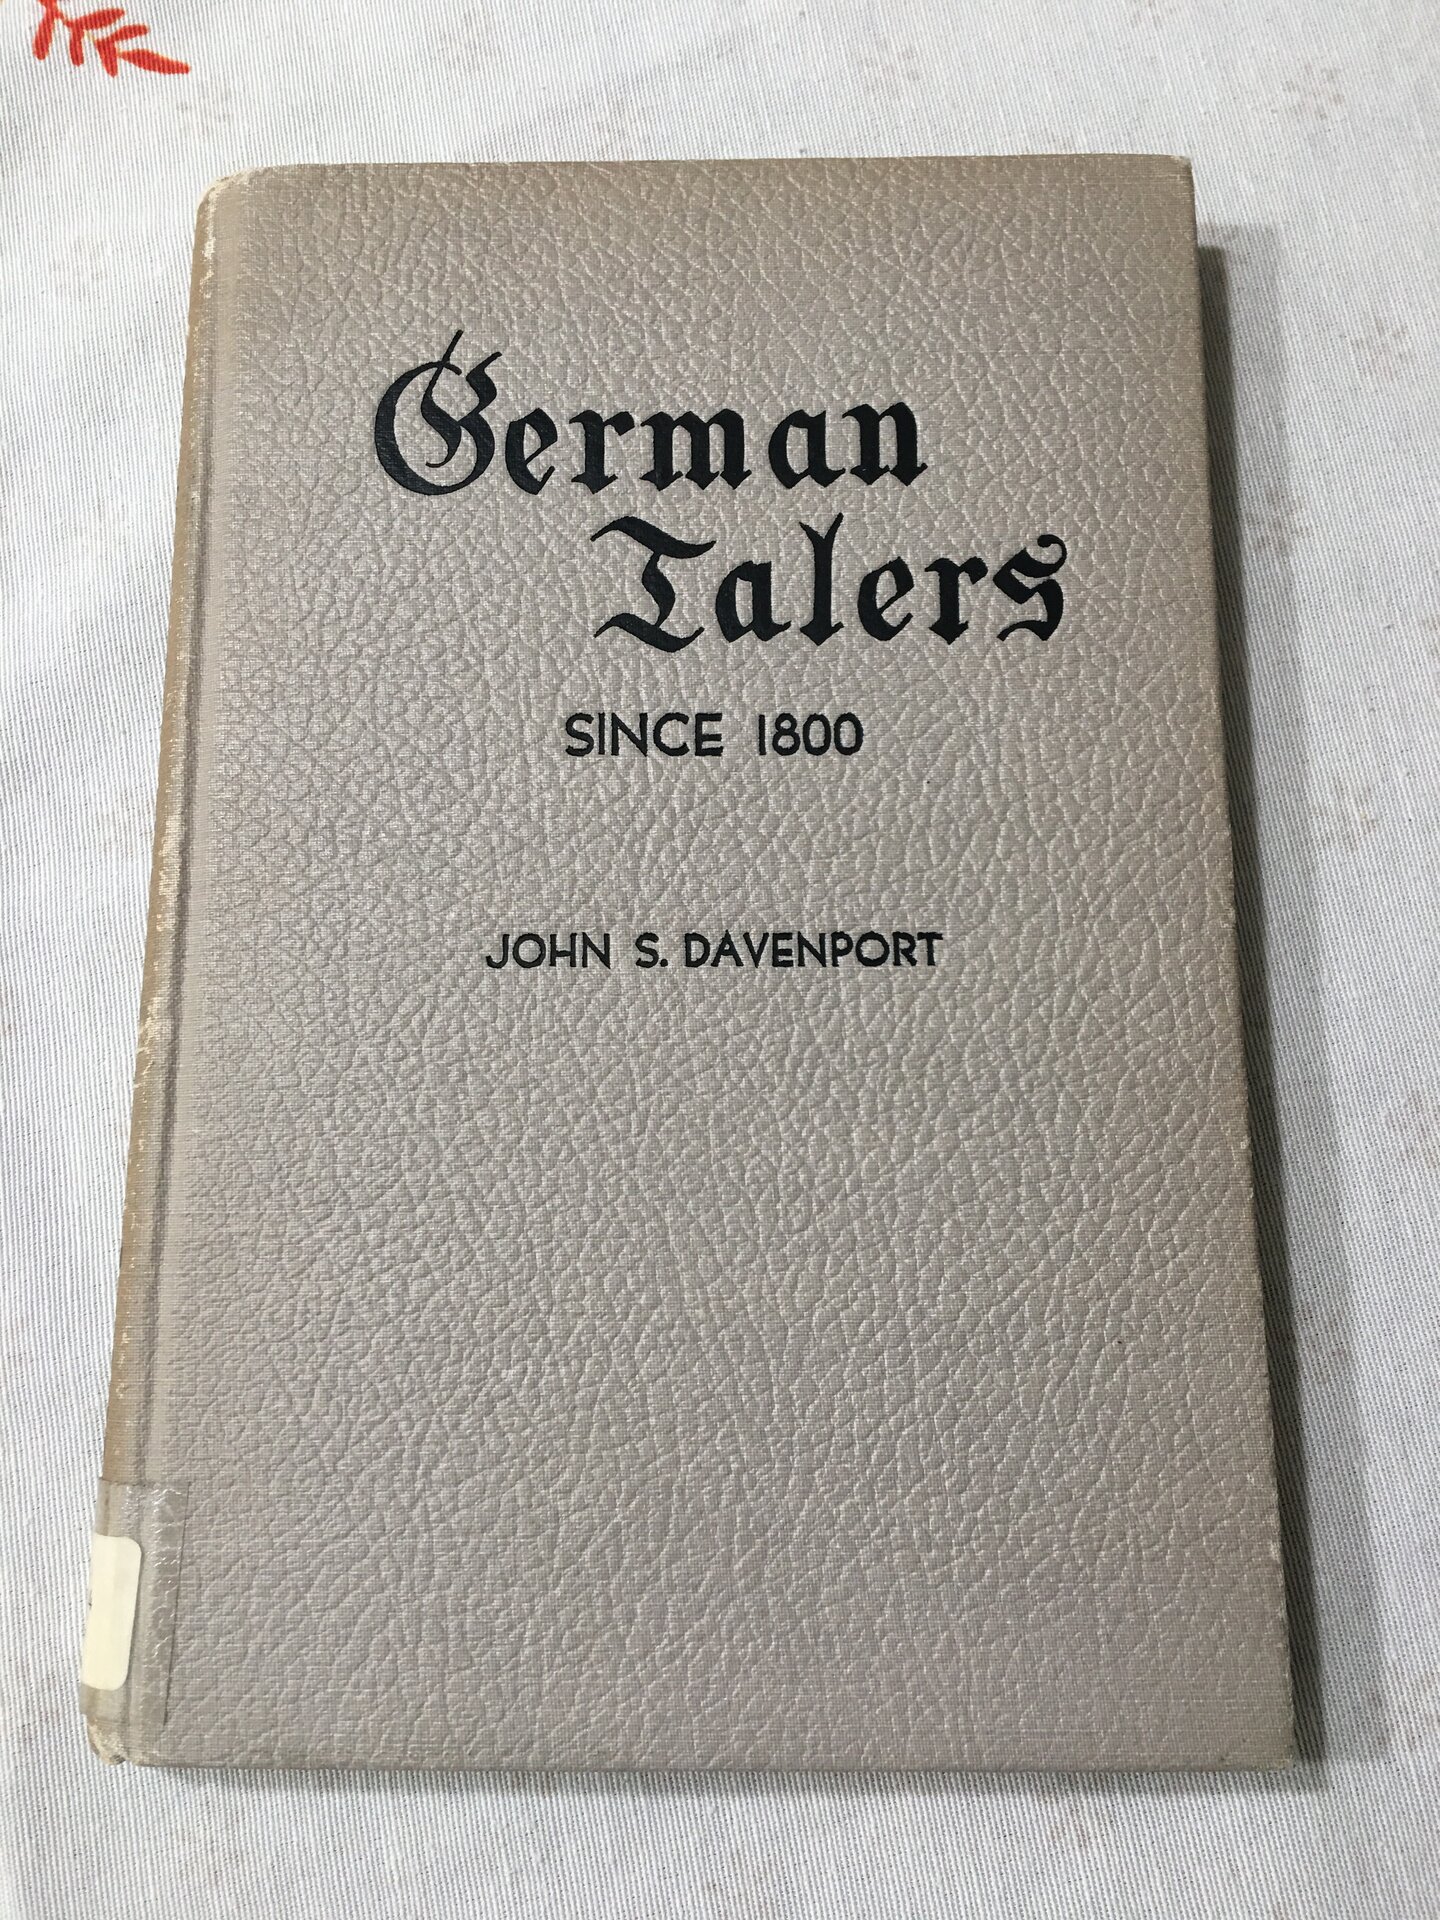 German
Talers
SINCE 1800
JOHN S. DAVENPORT